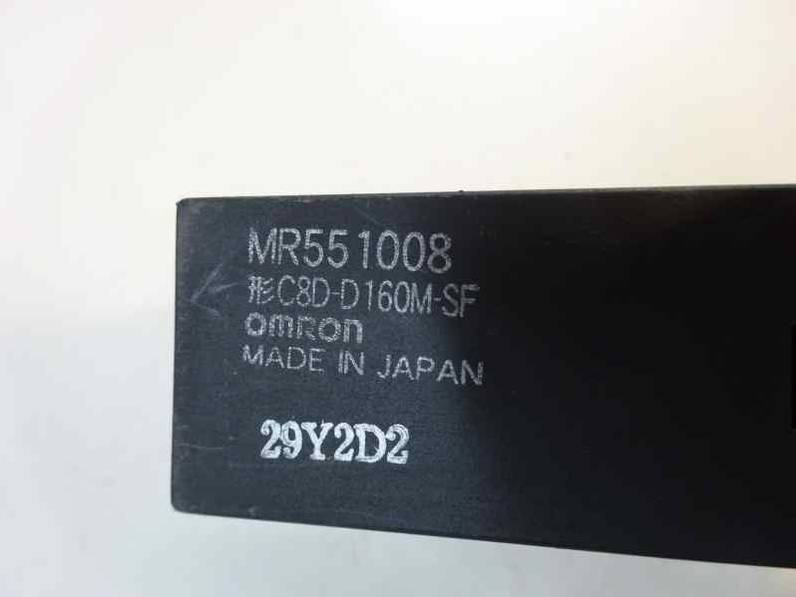 MR551008
形C8D-D160M-SF
omron
MADE IN JAPAN
29Y2D2